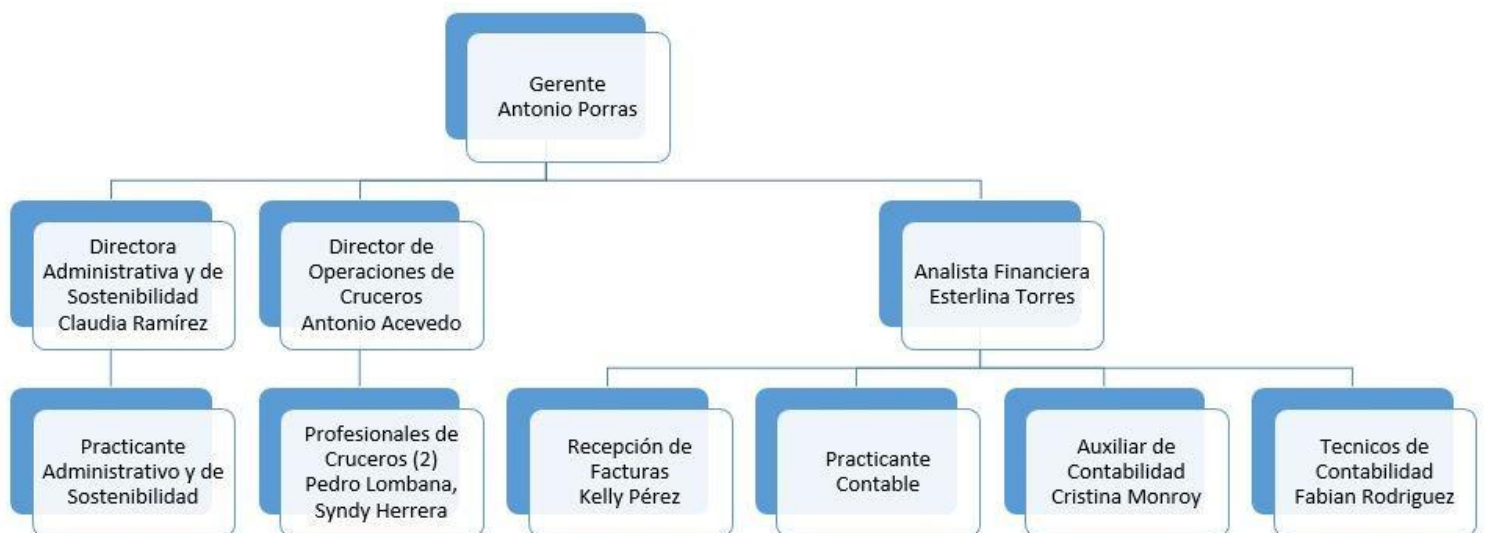 Gerente
Antonio Porras
Directora
Administrativa y de
Sostenibilidad
Claudia Ramírez
Director de
Operaciones de
Cruceros
Antonio Acevedo
Analista Financiera
Esterlina Torres
Practicante
Administrativo y de
Sostenibilidad
Profesionales de
Cruceros (2)
Pedro Lombana,
Syndy Herrera
Recepción de
Facturas
Kelly Pérez
Practicante
Contable
Auxiliar de
Contabilidad
Cristina Monroy
Tecnicos de
Contabilidad
Fabian Rodriguez